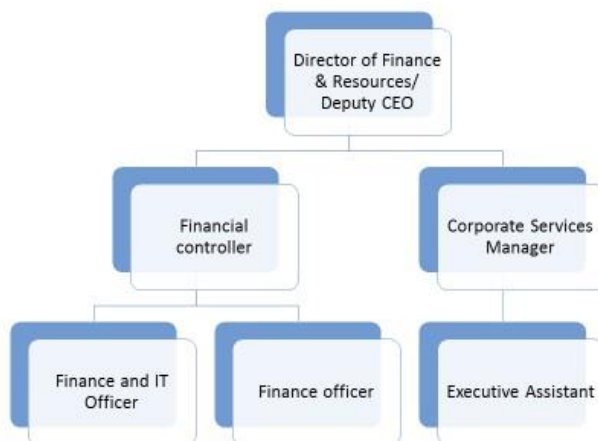 Director of Finance
& Resources/
Deputy CEO
Financial
controller
Corporate Services
Manager
Finance and IT
Officer
Finance officer
Executive Assistant